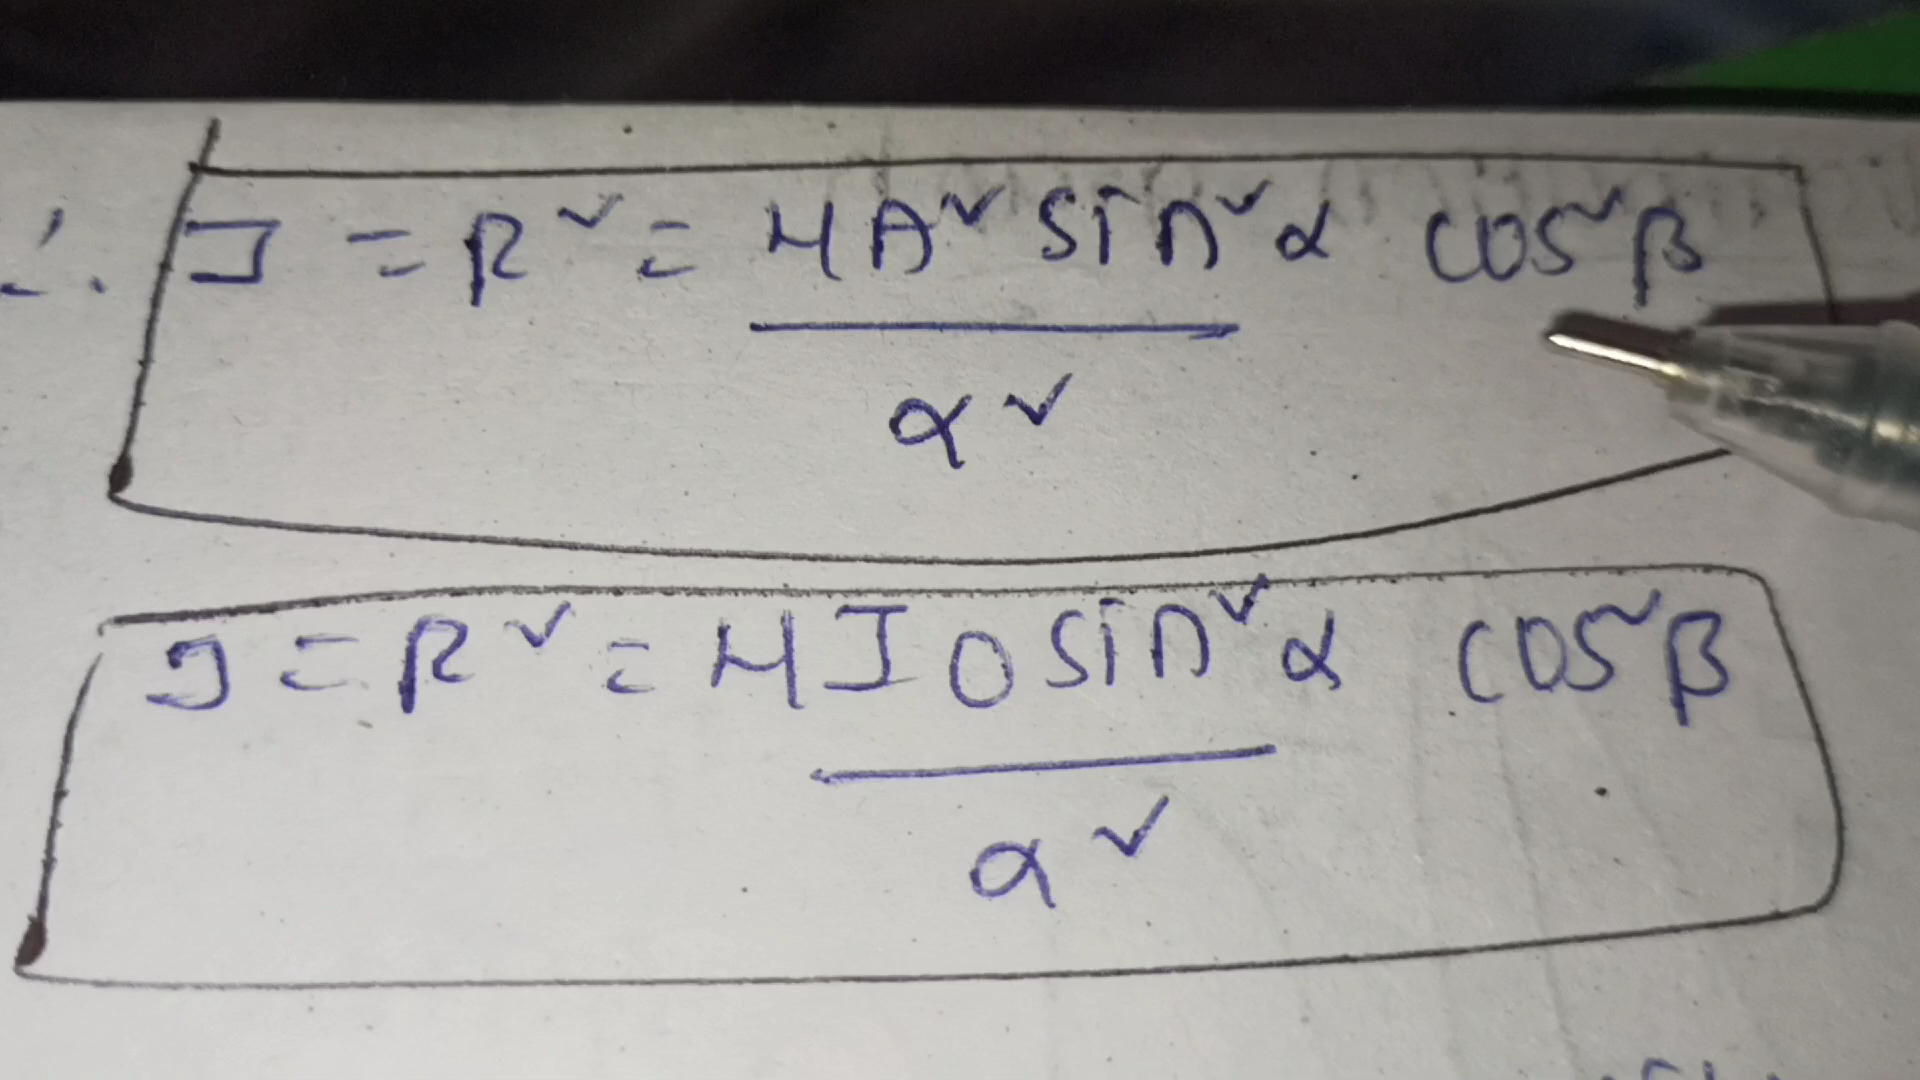 ∴ I = R² = 4A² sin²α cos²β
α²
I = R² = 4I0 sin²α cos²β
α²